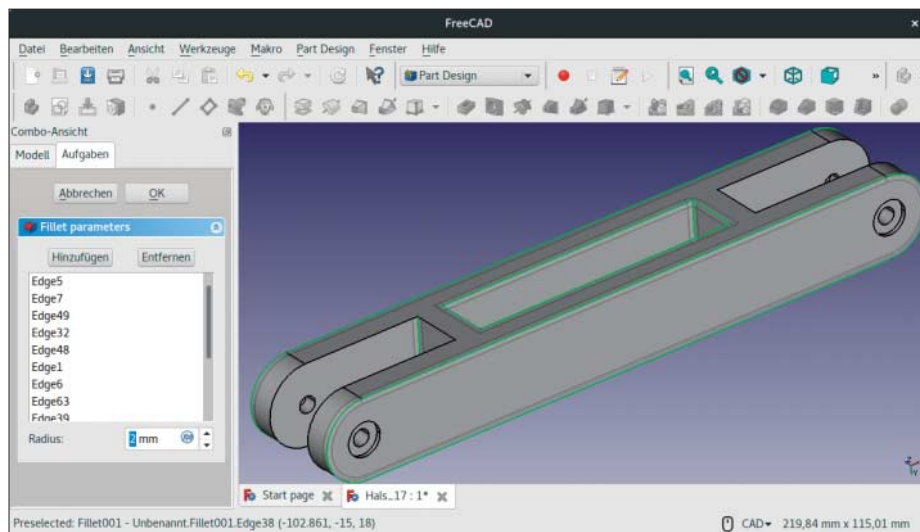 FreeCAD
Datei Bearbeiten Ansicht Werkzeuge Makro Part Design Fenster Hilfe
Part Design
»
Combo-Ansicht
Modell Aufgaben
Abbrechen OK
Fillet parameters
Hinzufügen Entfernen
Edge5
Edge7
Edge49
Edge32
Edge48
Edge1
Edge6
Edge63
Edge39
Radius: 2 mm
Start page Hals_17 : 1*
Preselected: Fillet001 - Unbenannt.Fillet001.Edge38 (-102.861, -15, 18) CAD 219,84 mm x 115,01 mm